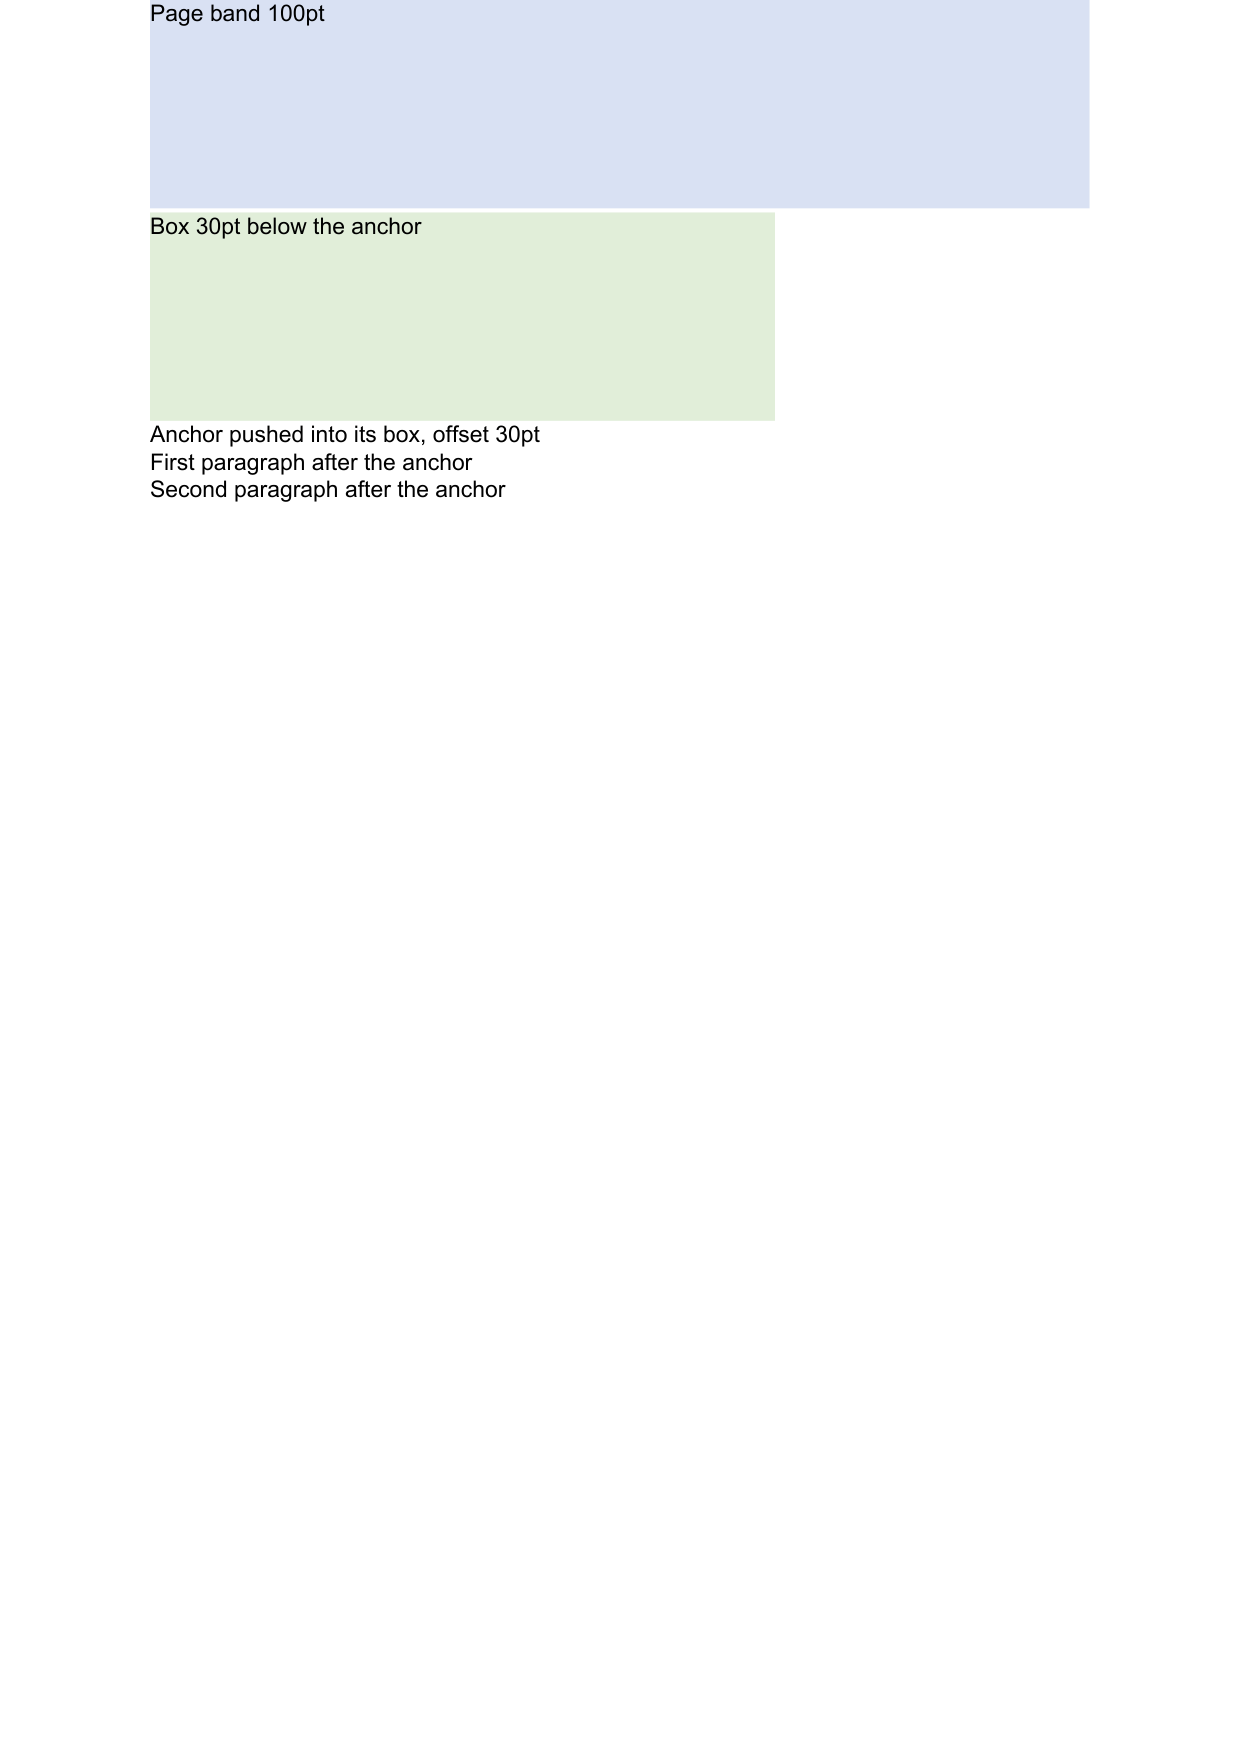 Page band 100pt
Box 30pt below the anchor
Anchor pushed into its box, offset 30pt
First paragraph after the anchor
Second paragraph after the anchor